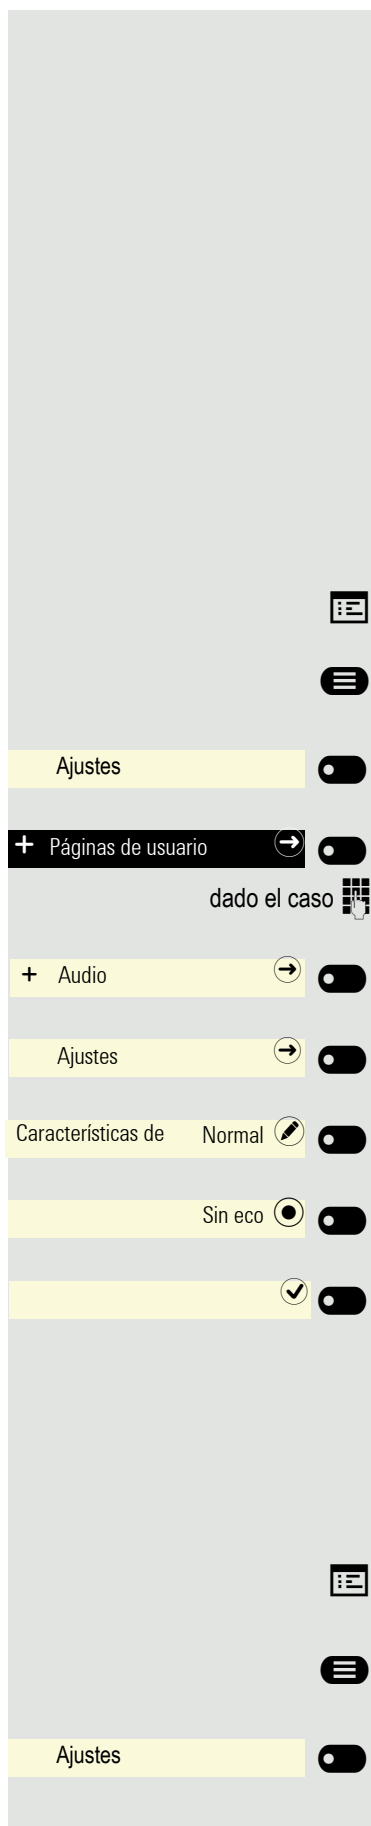 Ajustes
+ Páginas de usuario
dado el caso
+ Audio
Ajustes
Características de Normal
Sin eco
Ajustes